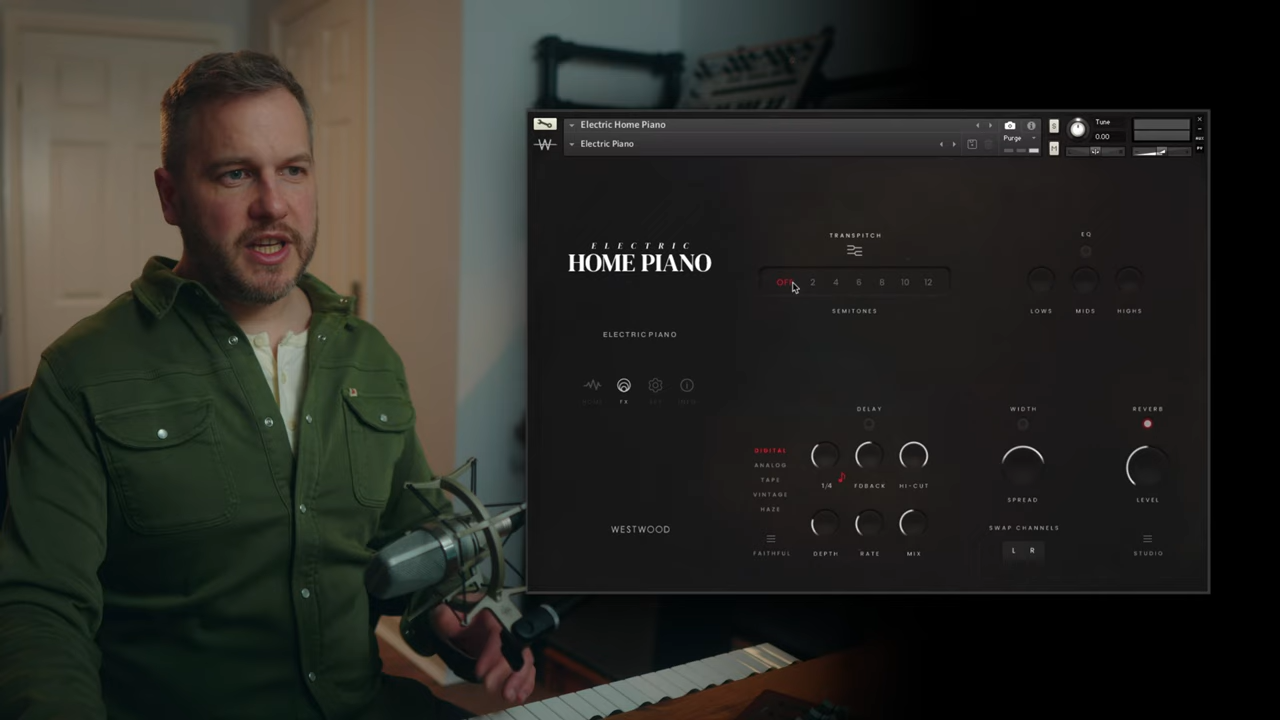 Electric Home Piano
Electric Piano
Purge
S
M
Tune
0.00
ELECTRIC
HOME PIANO
ELECTRIC PIANO
FX
WESTWOOD
TRANSPITCH
OFF 2 4 6 8 10 12
SEMITONES
EQ
LOWS MIDS HIGHS
DELAY
DIGITAL
ANALOG
TAPE
VINTAGE
HAZE
FAITHFUL
1/4 FDBACK HI-CUT
DEPTH RATE MIX
WIDTH
SPREAD
SWAP CHANNELS
L R
REVERB
LEVEL
STUDIO